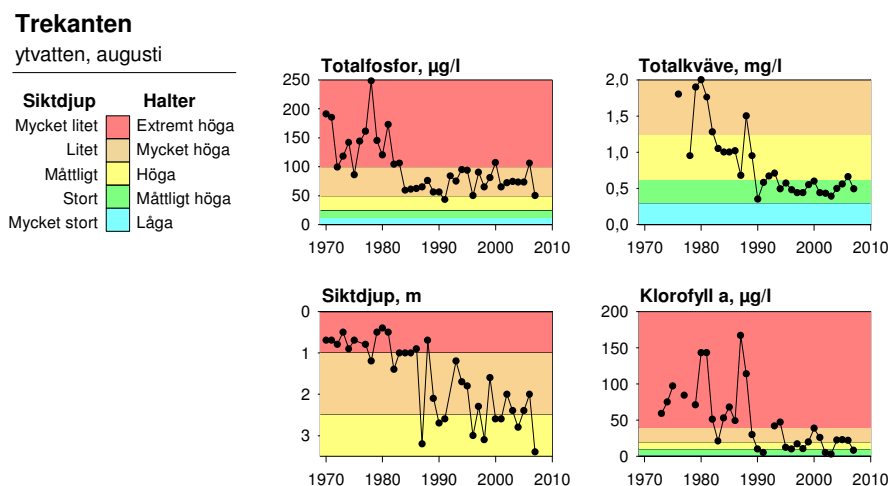 Trekanten
ytvatten, augusti
Siktdjup Halter
Mycket litet Extremt höga
Litet Mycket höga
Måttligt Höga
Stort Måttligt höga
Mycket stort Låga
Totalfosfor, µg/l
250
200
150
100
50
0
1970 1980 1990 2000 2010
Totalkväve, mg/l
2,0
1,5
1,0
0,5
0,0
1970 1980 1990 2000 2010
Siktdjup, m
0
1
2
3
1970 1980 1990 2000 2010
Klorofyll a, µg/l
200
150
100
50
0
1970 1980 1990 2000 2010